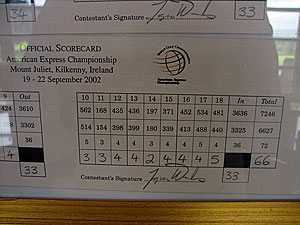 34
Contestant's Signature
33
OFFICIAL SCORECARD
American Express Championship
Mount Juliet, Kilkenny, Ireland
19 - 22 September 2002
9 Out 10 11 12 13 14 15 16 17 18 In 72
424 3610 562 168 435 436 197 371 452 534 481 3636 7246
3302 514 154 398 399 180 339 413 488 440 3325 6627
36 5 3 4 4 3 4 4 5 4 36 72
4 3 3 4 4 2 4 4 4 5 66
33 33
Contestant's Signature